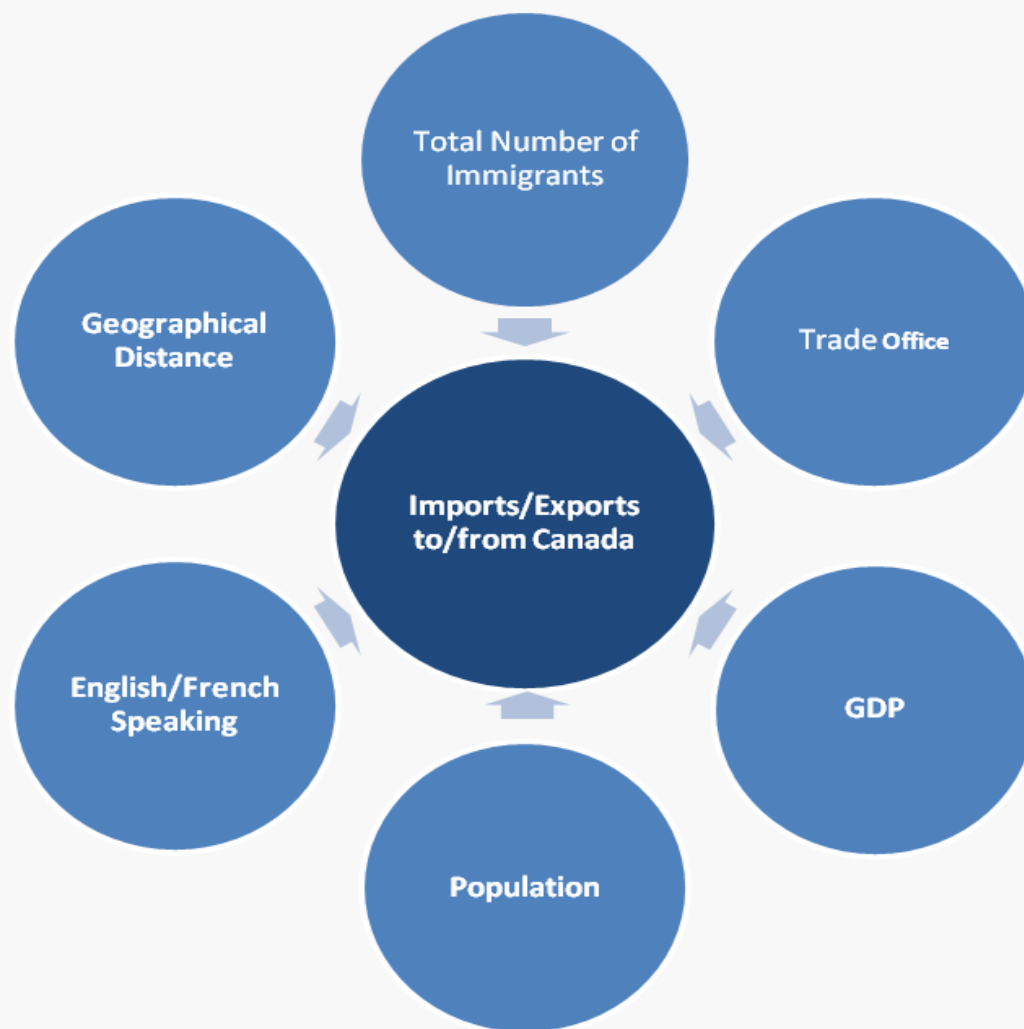 Total Number of
Immigrants
Geographical
Distance
Trade Office
Imports/Exports
to/from Canada
English/French
Speaking
GDP
Population